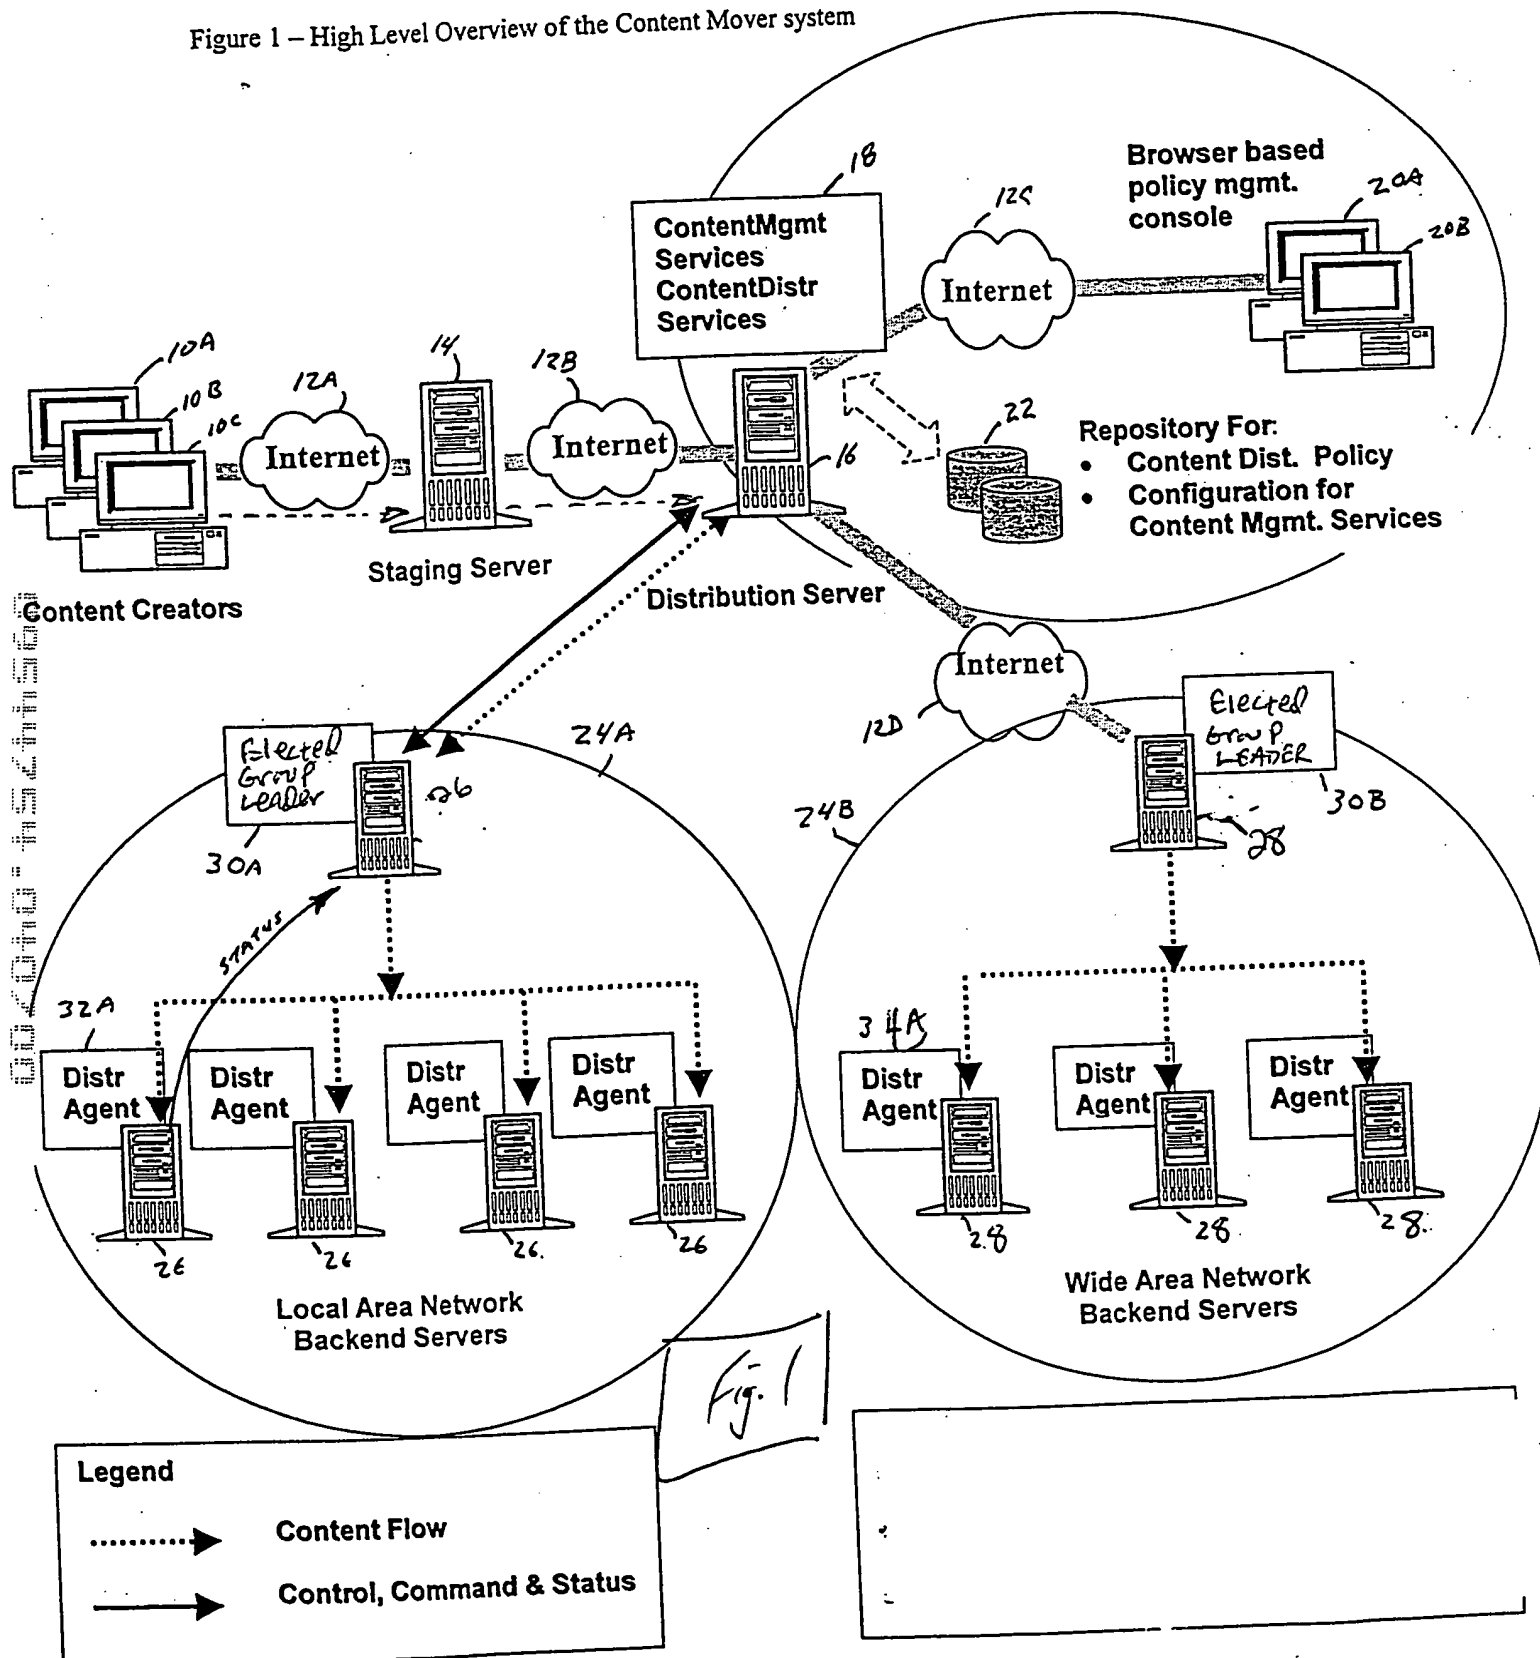 Figure 1 – High Level Overview of the Content Mover system
18
ContentMgmt
Services
ContentDistr
Services
12C
Internet
Browser based
policy mgmt.
console
20A
20B
10A
10B
10C
12A
Internet
14
12B
Internet
16
22
Repository For:
• Content Dist. Policy
• Configuration for
Content Mgmt. Services
Content Creators
Staging Server
Distribution Server
Internet
12D
Elected
Group
Leader
26
30A
24A
Elected
Group
LEADER
30B
24B
28
STATUS
32A
Distr
Agent
Distr
Agent
Distr
Agent
Distr
Agent
34A
Distr
Agent
Distr
Agent
Distr
Agent
26
26
26.
26
28
28
28.
Local Area Network
Backend Servers
Wide Area Network
Backend Servers
Fig. 1
Legend
Content Flow
Control, Command & Status